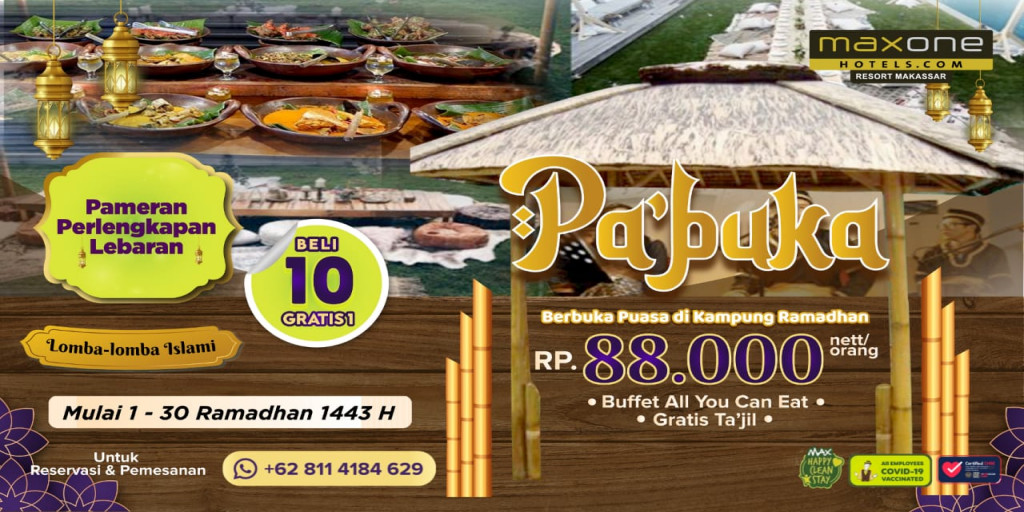 maxone
HOTELS.COM
RESORT MAKASSAR
Pameran
Perlengkapan
Lebaran
BELI
10
GRATIS 1
Lomba-lomba Islami
Mulai 1 - 30 Ramadhan 1443 H
Untuk
Reservasi & Pemesanan
+62 811 4184 629
Pa'buka
Berbuka Puasa di Kampung Ramadhan
RP. 88.000 nett/
orang
• Buffet All You Can Eat •
• Gratis Ta'jil •
MAX
HAPPY
CLEAN
STAY
All EMPLOYEES
COVID-19
VACCINATED
Certified